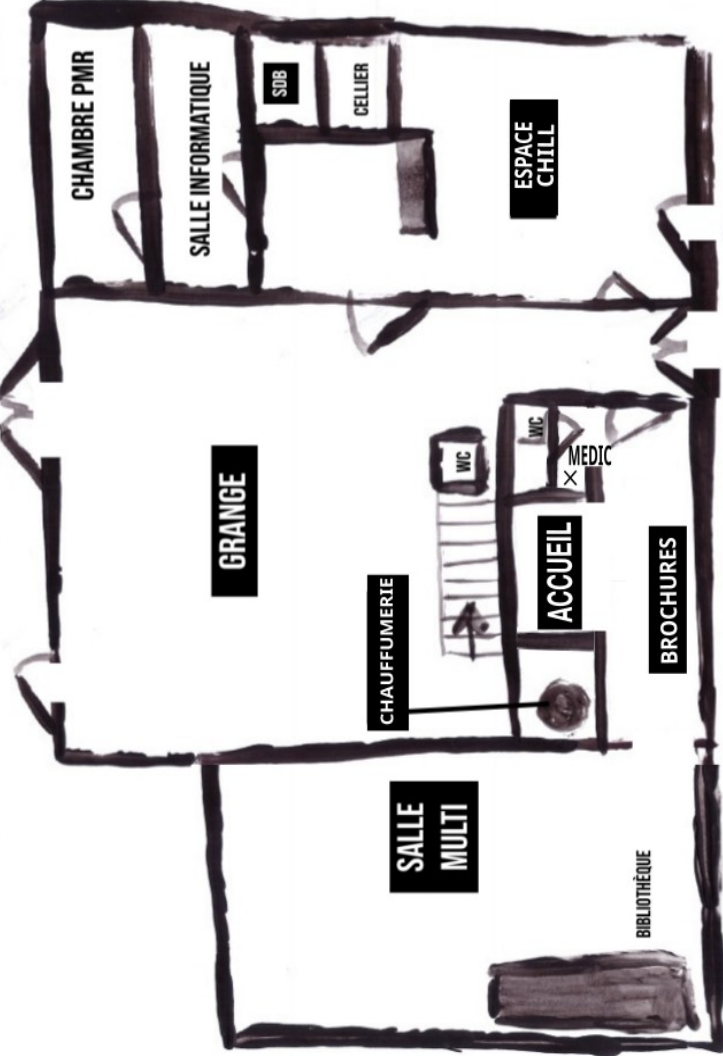 CHAMBRE PMR
SALLE INFORMATIQUE
SDB
CELLIER
ESPACE
CHILL
GRANGE
WC
WC
MEDIC
ACCUEIL
BROCHURES
CHAUFFUMERIE
SALLE
MULTI
BIBLIOTHÈQUE